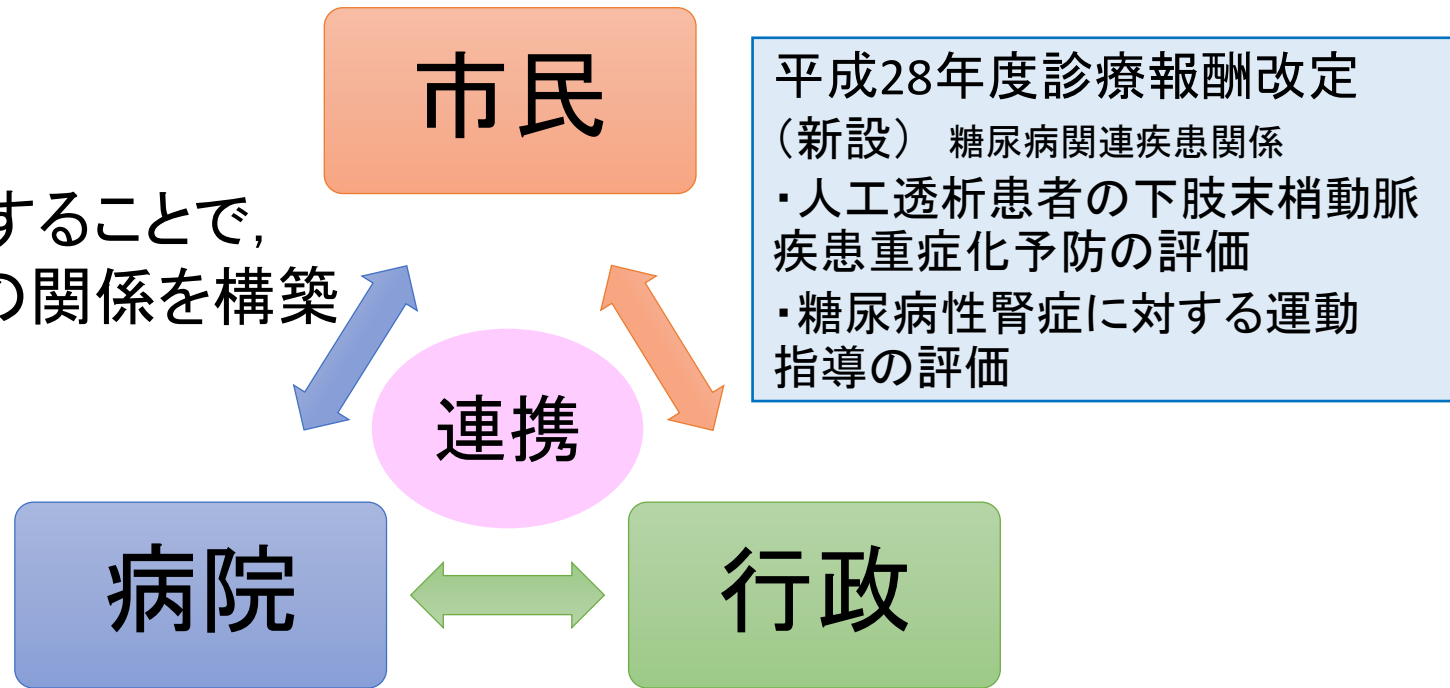 市民
平成28年度診療報酬改定
（新設） 糖尿病関連疾患関係
・人工透析患者の下肢末梢動脈
疾患重症化予防の評価
・糖尿病性腎症に対する運動
指導の評価
することで，
の関係を構築
連携
病院
行政